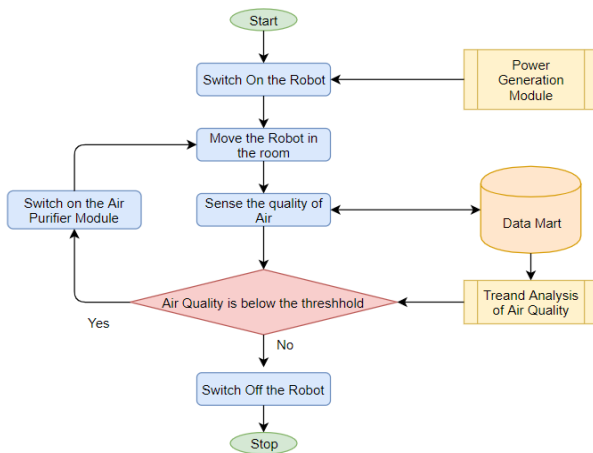 Start
Switch On the Robot
Power
Generation
Module
Move the Robot in
the room
Switch on the Air
Purifier Module
Sense the quality of
Air
Data Mart
Air Quality is below the threshhold
Treand Analysis
of Air Quality
Yes
No
Switch Off the Robot
Stop